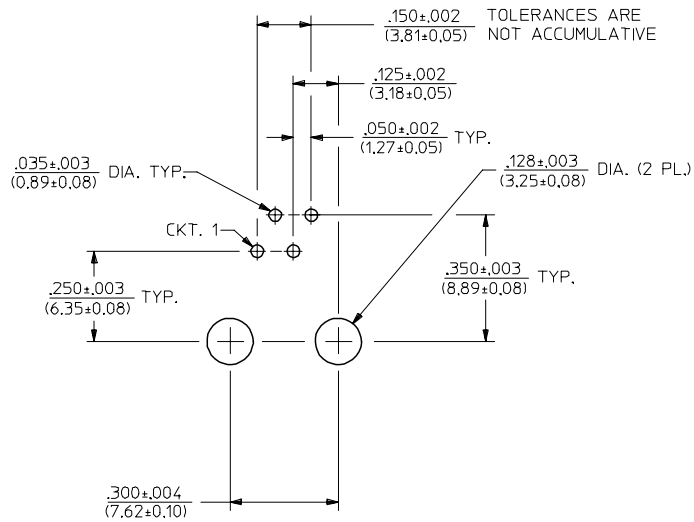 .150±.002 TOLERANCES ARE
(3.81±0.05) NOT ACCUMULATIVE
.125±.002
(3.18±0.05)
.050±.002 TYP.
(1.27±0.05)
.035±.003 DIA. TYP.
(0.89±0.08)
.128±.003 DIA. (2 PL.)
(3.25±0.08)
CKT. 1
.250±.003 TYP.
(6.35±0.08)
.350±.003 TYP.
(8.89±0.08)
.300±.004
(7.62±0.10)